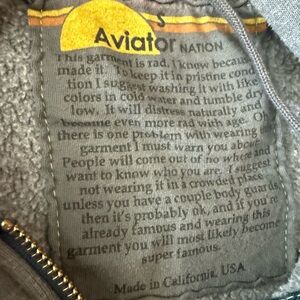 S
Aviator NATION
This garment is rad. I know because
made it. To keep it in pristine cond
tion I suggest washing it with like
colors in cold water and tumble dry
low. It will distress naturally and
become even more rad with age.
there is one problem with wearing
garment I must warn you about
People will come out of no where and
want to know who you are. I suggest
not wearing it in a crowded place
unless you have a couple body guards
then it's probably ok, and if you're
already famous and wearing this
garment you will most likely become
super famous.
Made in California, USA